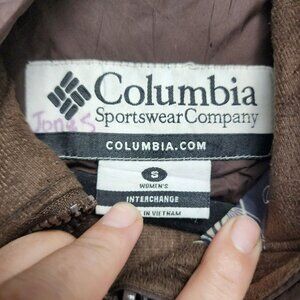 Columbia
Jones
Sportswear Company
COLUMBIA.COM
S
WOMEN'S
INTERCHANGE
IN VIETNAM